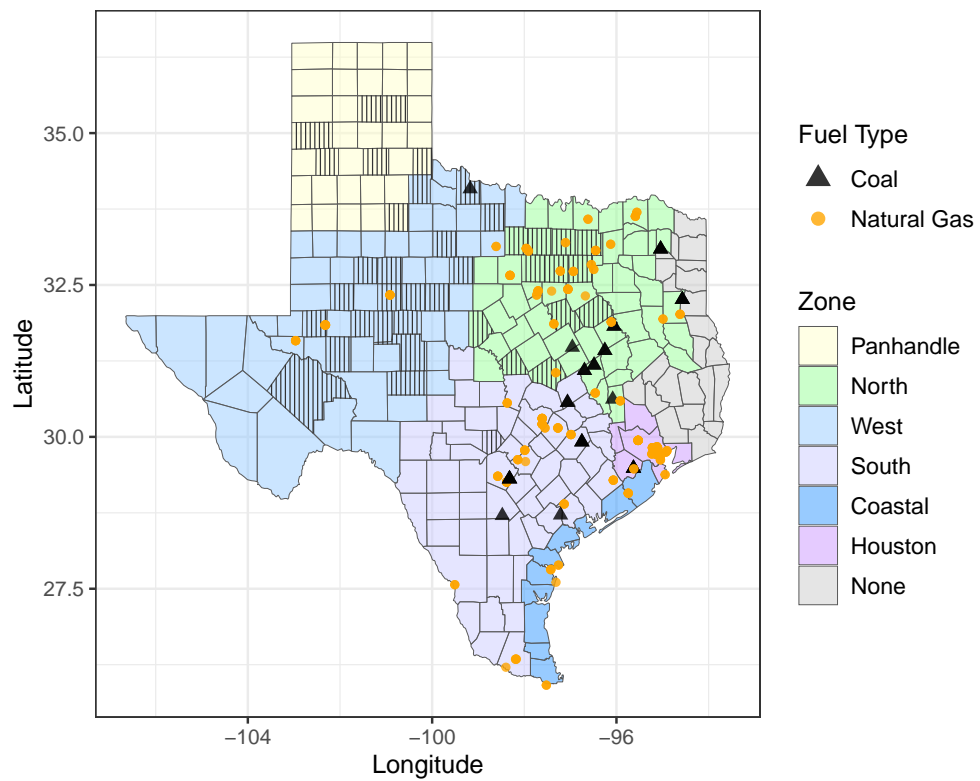 35.0
32.5
30.0
27.5
Latitude
−104
−100
−96
Longitude
Fuel Type
Coal
Natural Gas
Zone
Panhandle
North
West
South
Coastal
Houston
None